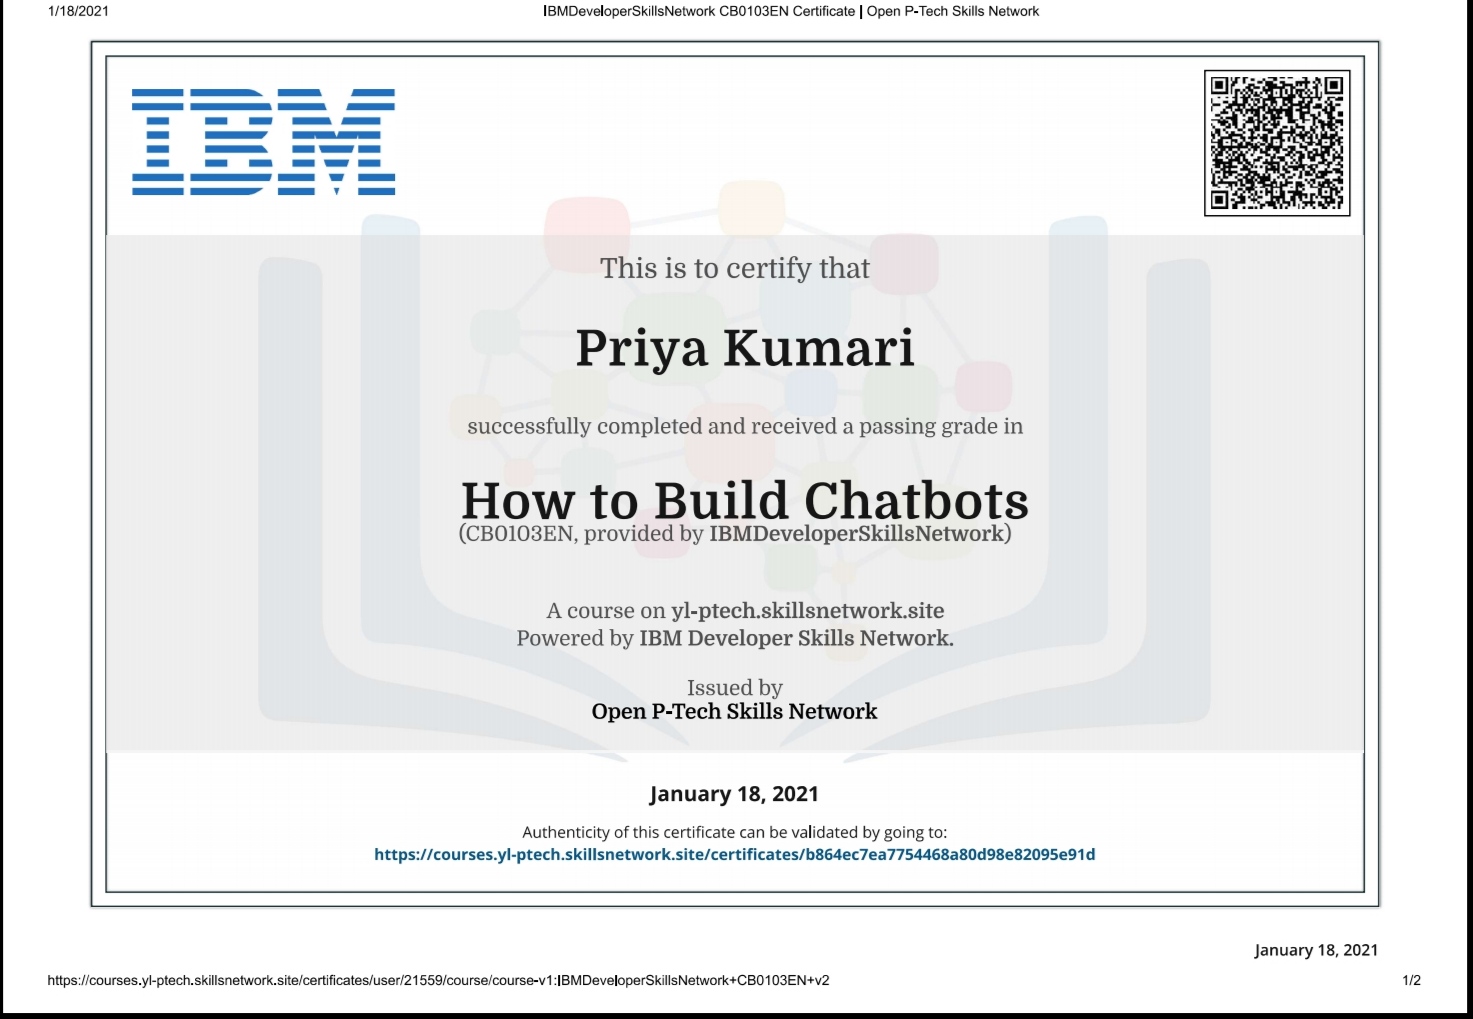 1/18/2021
IBMDeveloperSkillsNetwork CB0103EN Certificate | Open P-Tech Skills Network
IBM
This is to certify that
Priya Kumari
successfully completed and received a passing grade in
How to Build Chatbots
(CB0103EN, provided by IBMDeveloperSkillsNetwork)
A course on yl-ptech.skillsnetwork.site
Powered by IBM Developer Skills Network.
Issued by
Open P-Tech Skills Network
January 18, 2021
Authenticity of this certificate can be validated by going to:
https://courses.yl-ptech.skillsnetwork.site/certificates/b864ec7ea7754468a80d98e82095e91d
January 18, 2021
https://courses.yl-ptech.skillsnetwork.site/certificates/user/21559/course/course-v1:IBMDeveloperSkillsNetwork+CB0103EN+v2
1/2